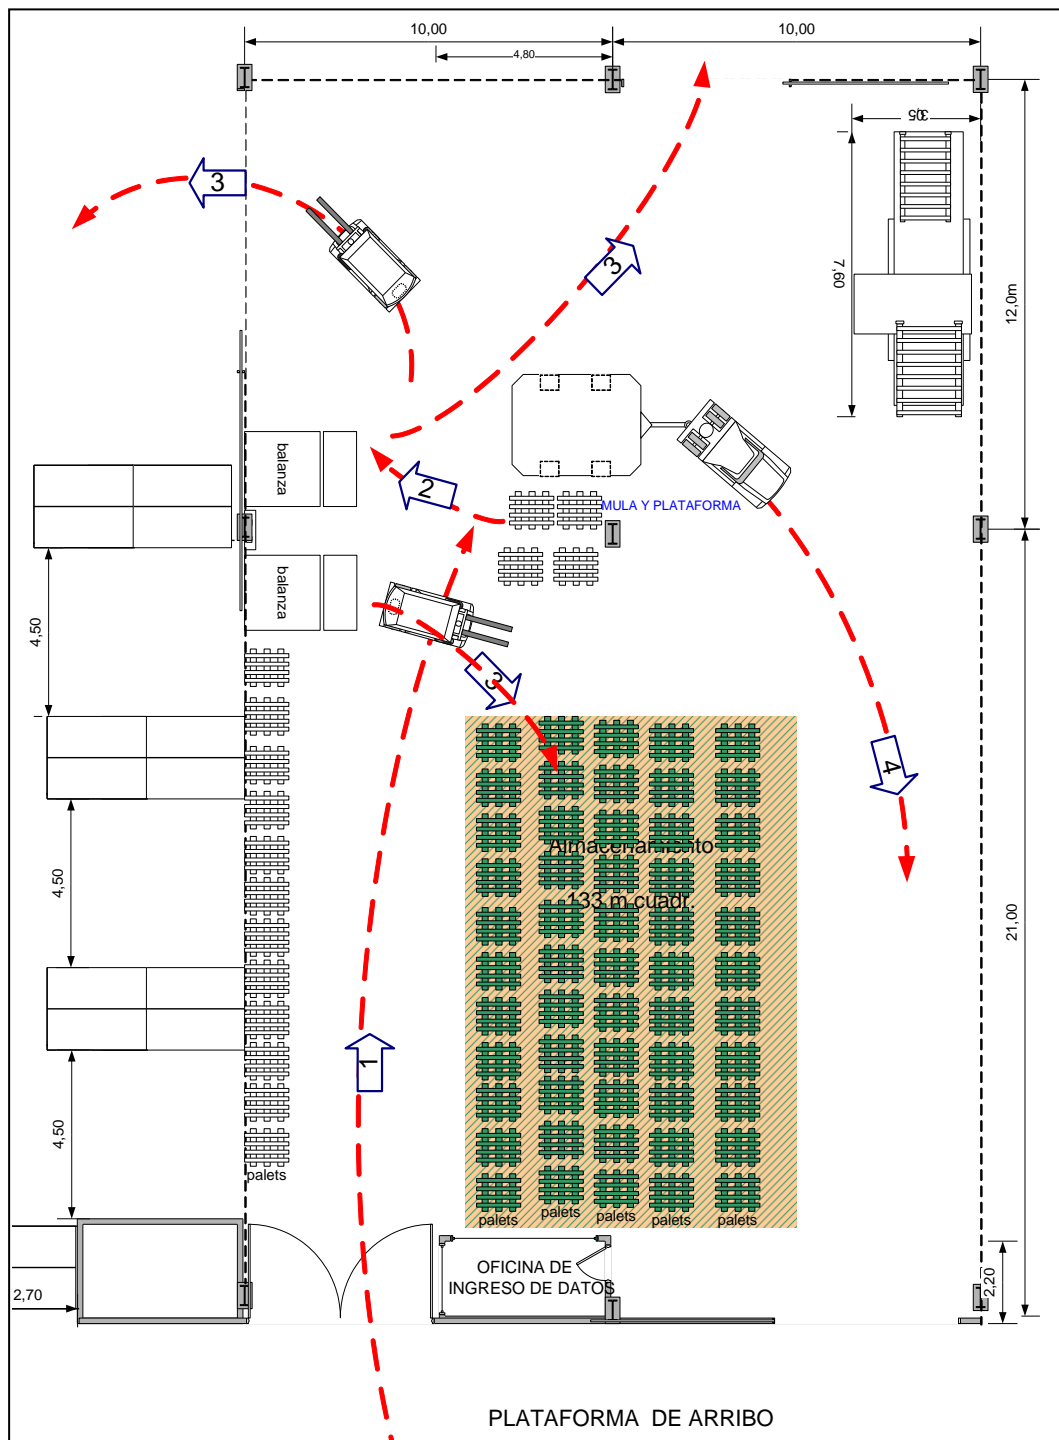 10,00
10,00
4,80
3,05
3
3
7,60
12,0m
balanza
2
MULA Y PLATAFORMA
balanza
4,50
3
4
Almacenamiento
133 m cuadr.
4,50
21,00
1
4,50
palets
palets
palets
palets
palets
palets
OFICINA DE
INGRESO DE DATOS
2,20
2,70
PLATAFORMA DE ARRIBO